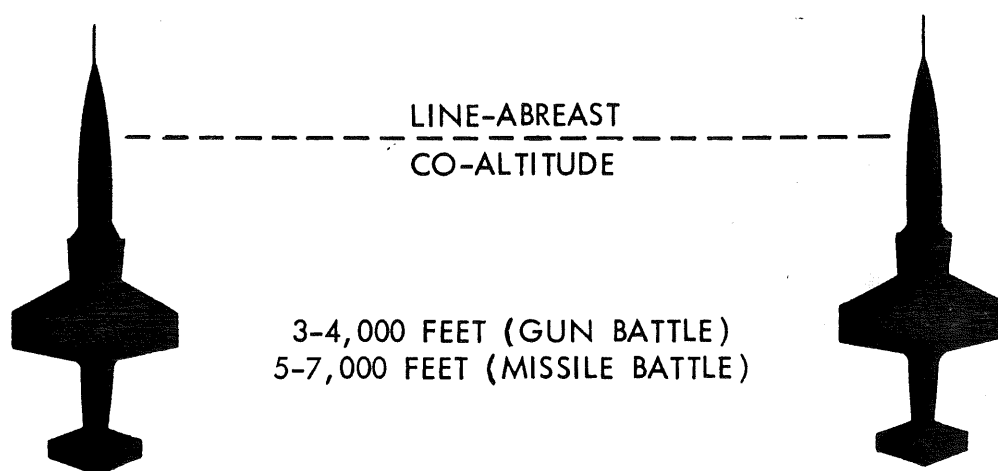 LINE-ABREAST
CO-ALTITUDE
3-4,000 FEET (GUN BATTLE)
5-7,000 FEET (MISSILE BATTLE)